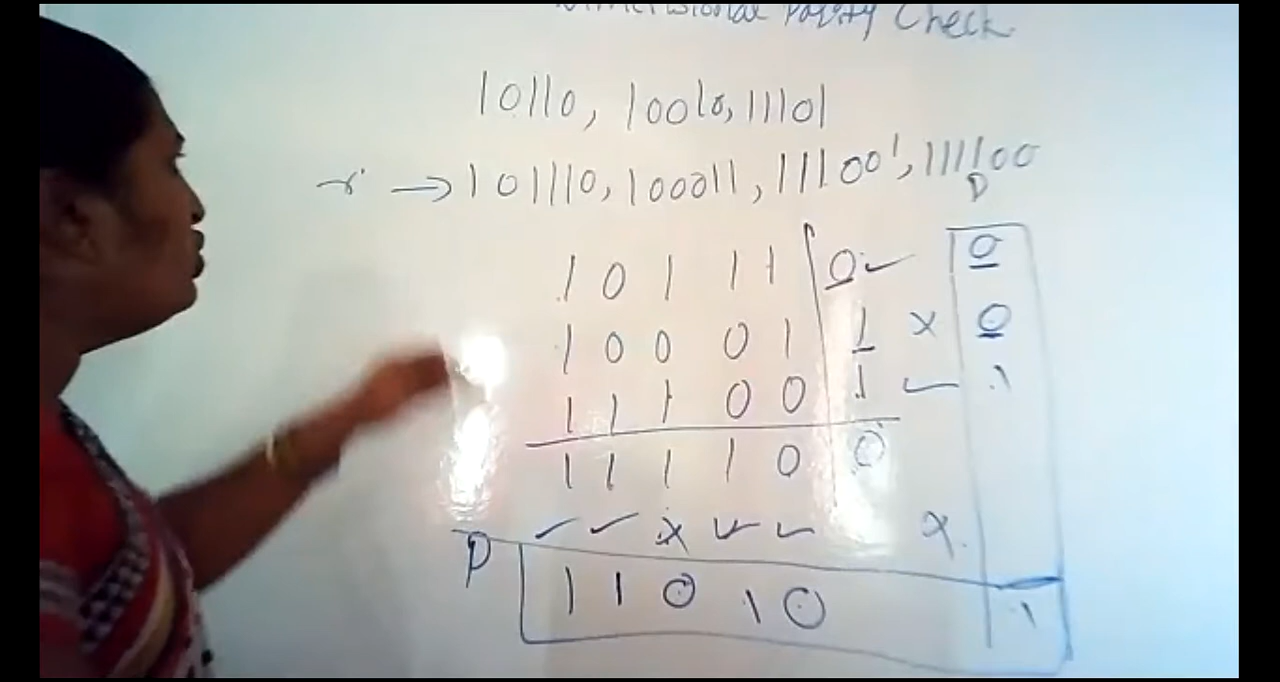 Dimensional Parity Check
10110, 10010, 11101
r → 101110, 100011, 111001, 111100
P
1 0 1 1 1 0 ✓ 0
1 0 0 0 1 1 x 0
1 1 1 0 0 1 ✓ 1
1 1 1 1 0 0
✓ ✓ x ✓ ✓ x
P 1 1 0 1 0 1